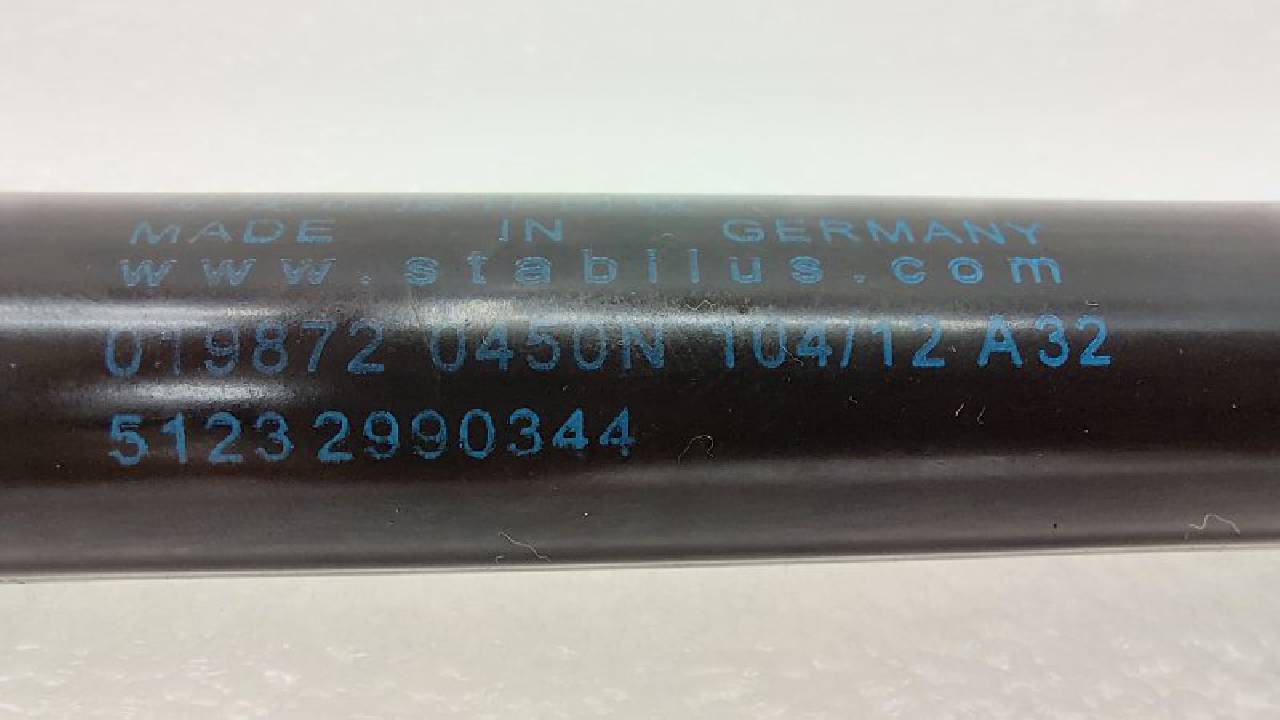 MADE IN GERMANY
www.stabilus.com
019872 0450N 104/12 A32
51232990344